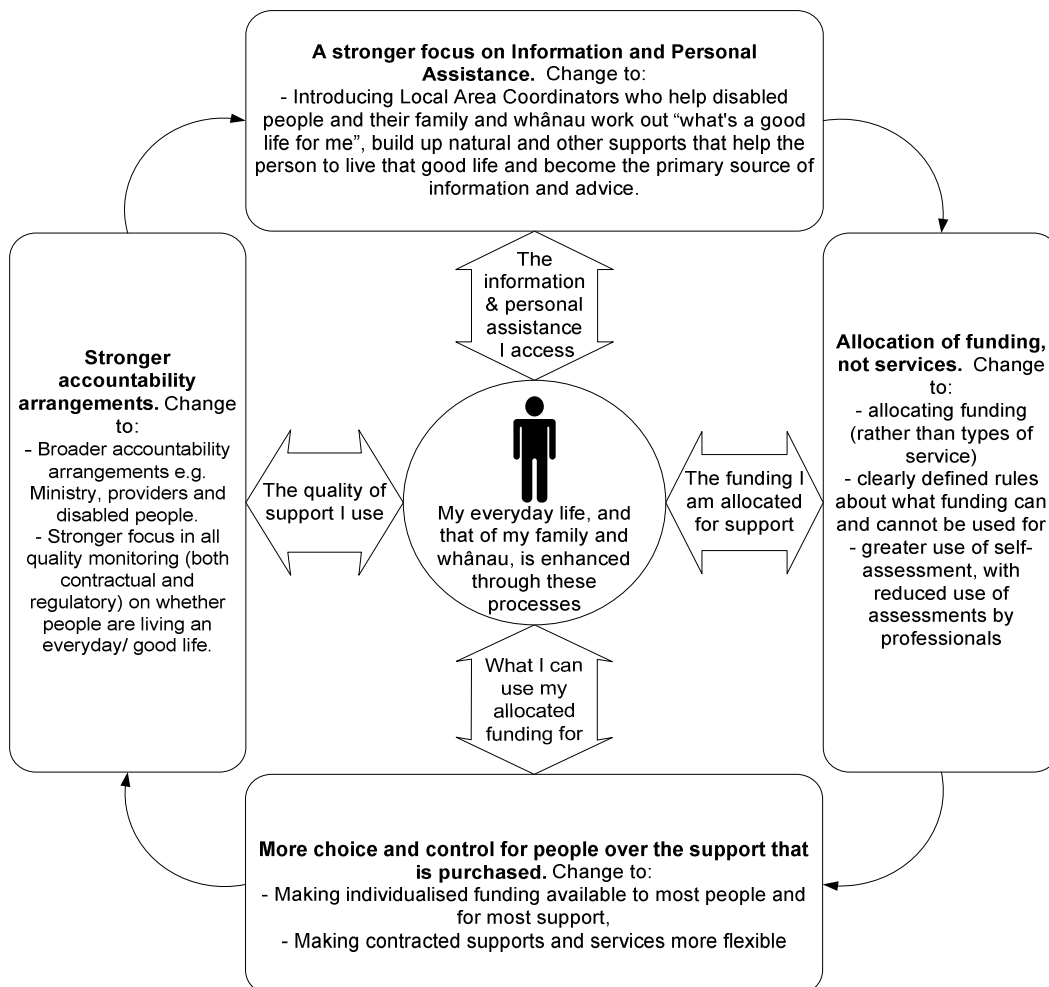 A stronger focus on Information and Personal
Assistance. Change to:
- Introducing Local Area Coordinators who help disabled
people and their family and whânau work out “what's a good
life for me”, build up natural and other supports that help the
person to live that good life and become the primary source of
information and advice.
The
information
& personal
assistance
I access
Stronger
accountability
arrangements. Change
to:
- Broader accountability
arrangements e.g.
Ministry, providers and
disabled people.
- Stronger focus in all
quality monitoring (both
contractual and
regulatory) on whether
people are living an
everyday/ good life.
The quality of
support I use
My everyday life, and
that of my family and
whânau, is enhanced
through these
processes
The funding I
am allocated
for support
Allocation of funding,
not services. Change
to:
- allocating funding
(rather than types of
service)
- clearly defined rules
about what funding can
and cannot be used for
- greater use of self-
assessment, with
reduced use of
assessments by
professionals
What I can
use my
allocated
funding for
More choice and control for people over the support that
is purchased. Change to:
- Making individualised funding available to most people and
for most support,
- Making contracted supports and services more flexible